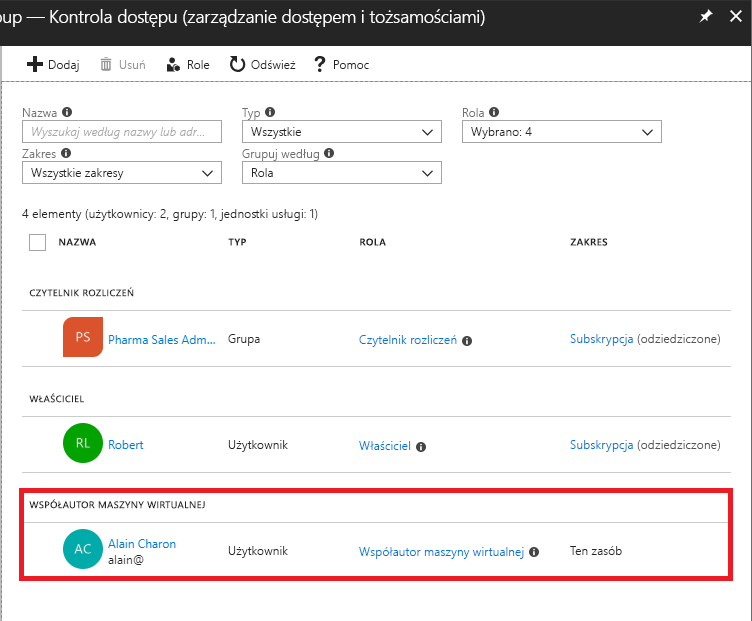 oup — Kontrola dostępu (zarządzanie dostępem i tożsamościami)
Dodaj Usuń Role Odśwież Pomoc
Nazwa Typ Rola
Wyszukaj według nazwy lub adr... Wszystkie Wybrano: 4
Zakres Grupuj według
Wszystkie zakresy Rola
4 elementy (użytkownicy: 2, grupy: 1, jednostki usługi: 1)
NAZWA TYP ROLA ZAKRES
CZYTELNIK ROZLICZEŃ
PS Pharma Sales Adm... Grupa Czytelnik rozliczeń Subskrypcja (odziedziczone)
WŁAŚCICIEL
RL Robert Użytkownik Właściciel Subskrypcja (odziedziczone)
WSPÓŁAUTOR MASZYNY WIRTUALNEJ
AC Alain Charon Użytkownik Współautor maszyny wirtualnej Ten zasób
alain@